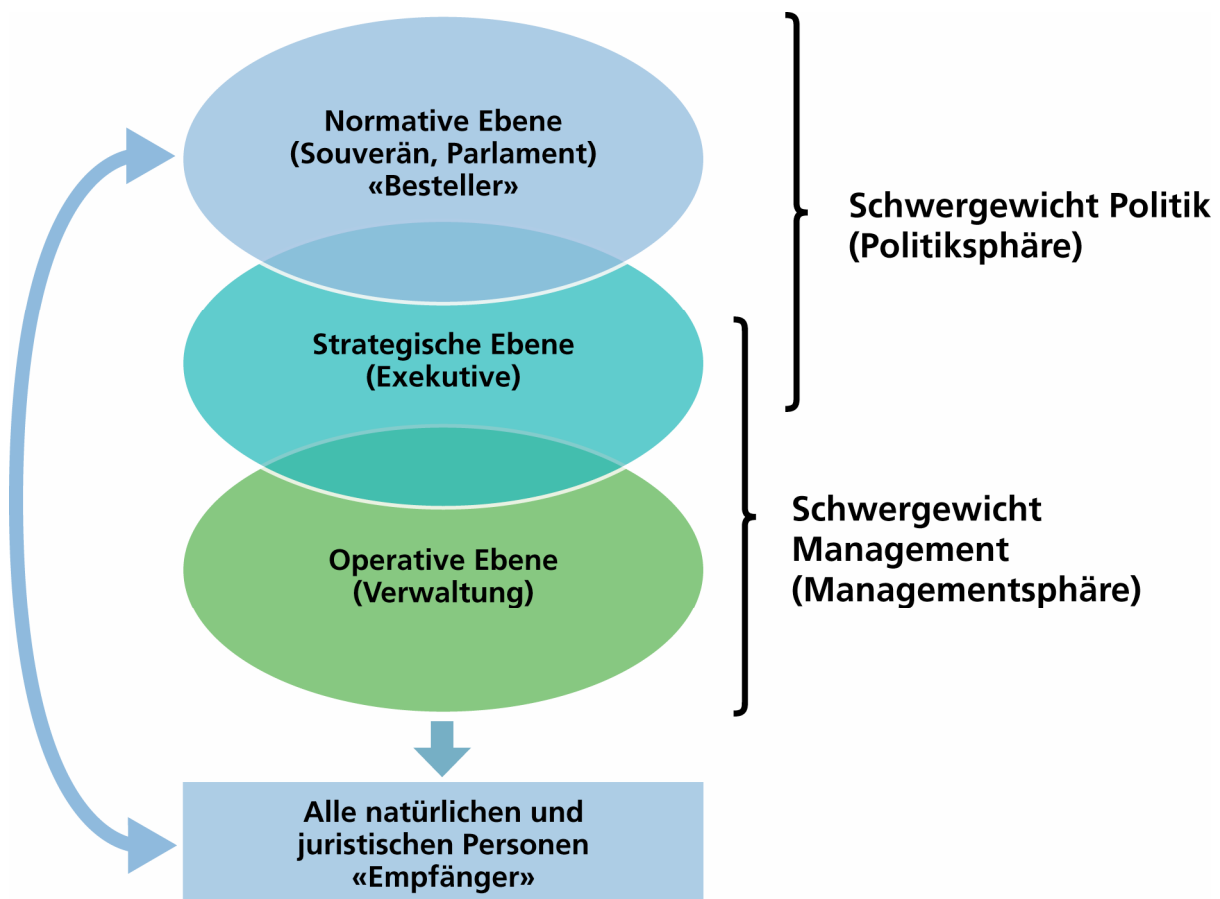 Normative Ebene
(Souverän, Parlament)
«Besteller»
Schwergewicht Politik
(Politiksphäre)
Strategische Ebene
(Exekutive)
Schwergewicht
Management
(Managementsphäre)
Operative Ebene
(Verwaltung)
Alle natürlichen und
juristischen Personen
«Empfänger»